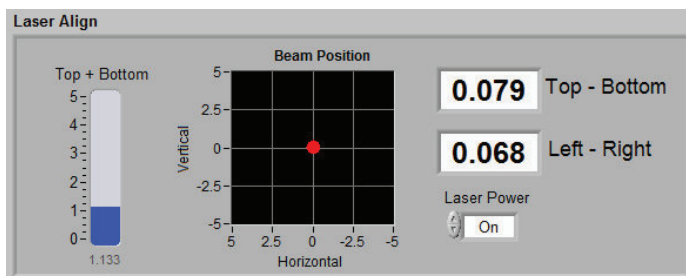 Laser Align
Top + Bottom
5
4
3
2
1
0
1.133
Beam Position
Vertical
5
2.5
0
-2.5
-5
5 2.5 0 -2.5 -5
Horizontal
0.079 Top - Bottom
0.068 Left - Right
Laser Power
On